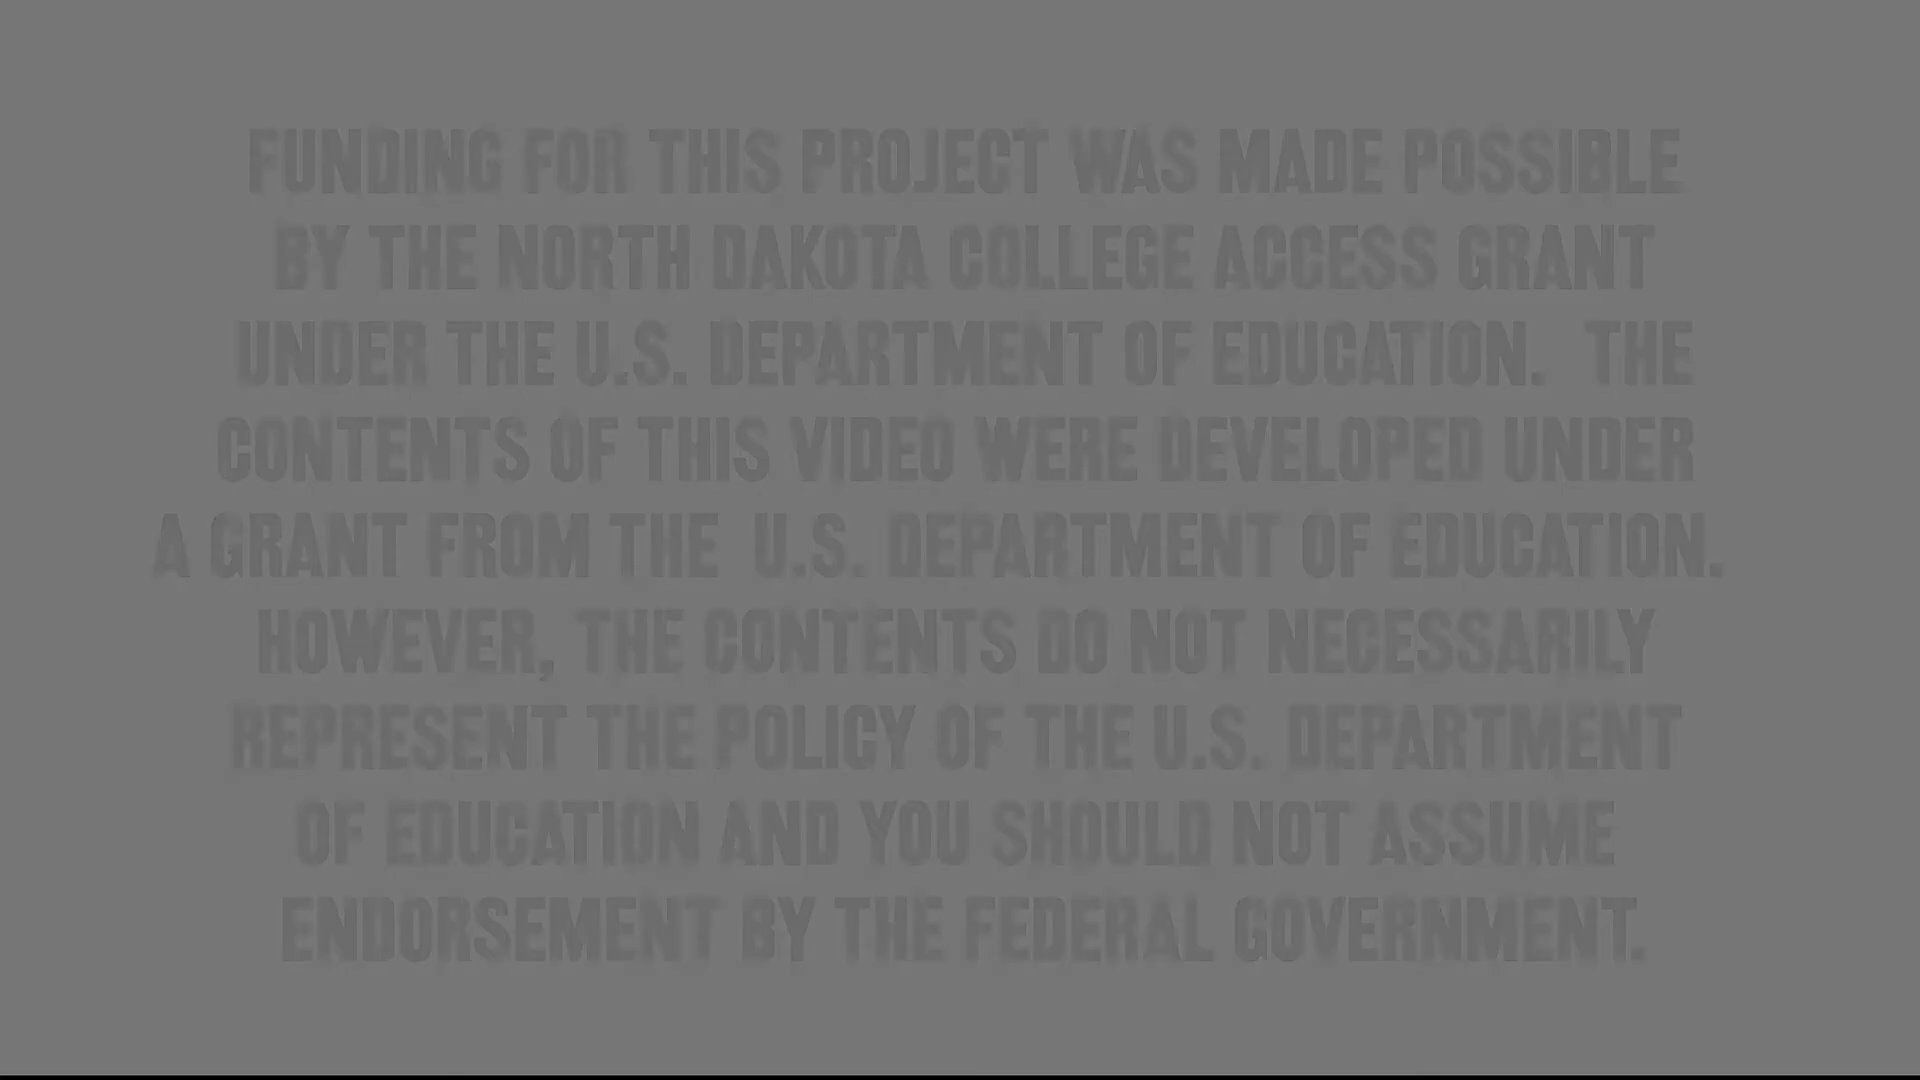 FUNDING FOR THIS PROJECT WAS MADE POSSIBLE
BY THE NORTH DAKOTA COLLEGE ACCESS GRANT
UNDER THE U.S. DEPARTMENT OF EDUCATION. THE
CONTENTS OF THIS VIDEO WERE DEVELOPED UNDER
A GRANT FROM THE U.S. DEPARTMENT OF EDUCATION.
HOWEVER, THE CONTENTS DO NOT NECESSARILY
REPRESENT THE POLICY OF THE U.S. DEPARTMENT
OF EDUCATION AND YOU SHOULD NOT ASSUME
ENDORSEMENT BY THE FEDERAL GOVERNMENT.